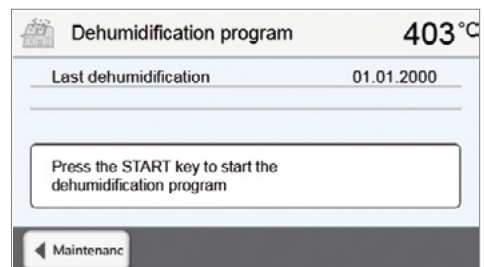 Dehumidification program 403°C
Last dehumidification 01.01.2000
Press the START key to start the
dehumidification program
Maintenanc